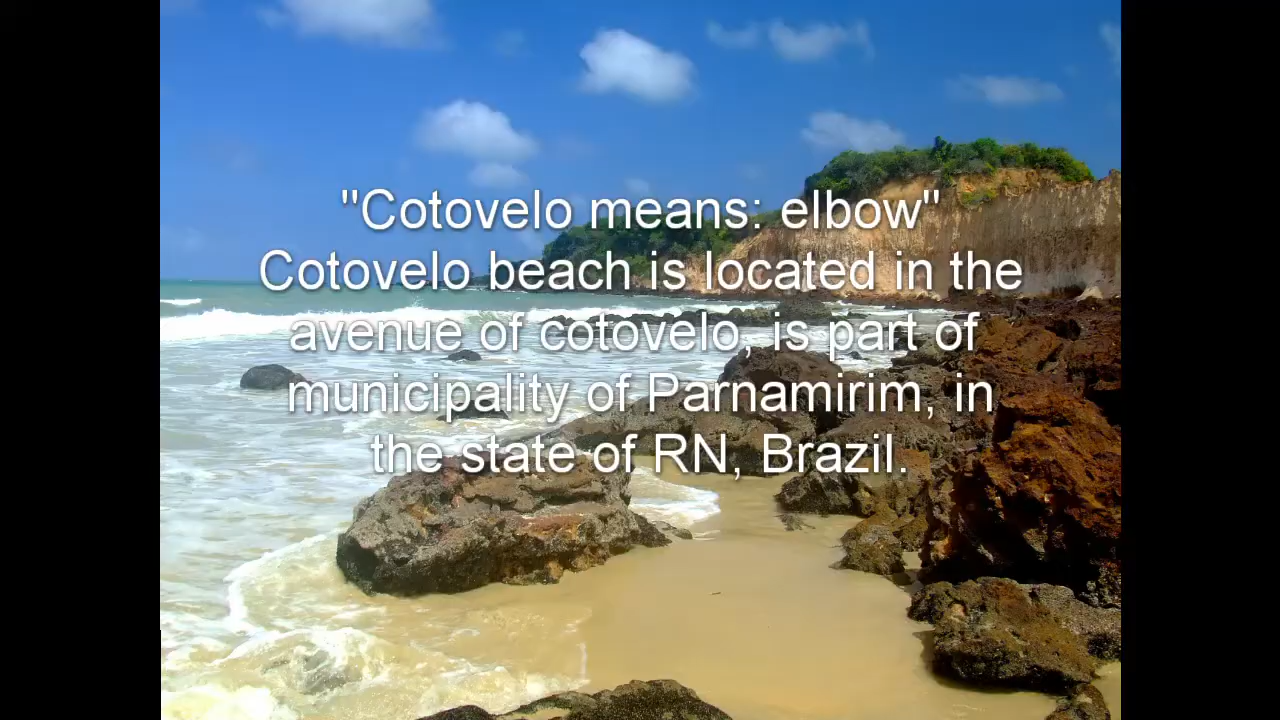 "Cotovelo means: elbow"
Cotovelo beach is located in the
avenue of cotovelo, is part of
municipality of Parnamirim, in
the state of RN, Brazil.